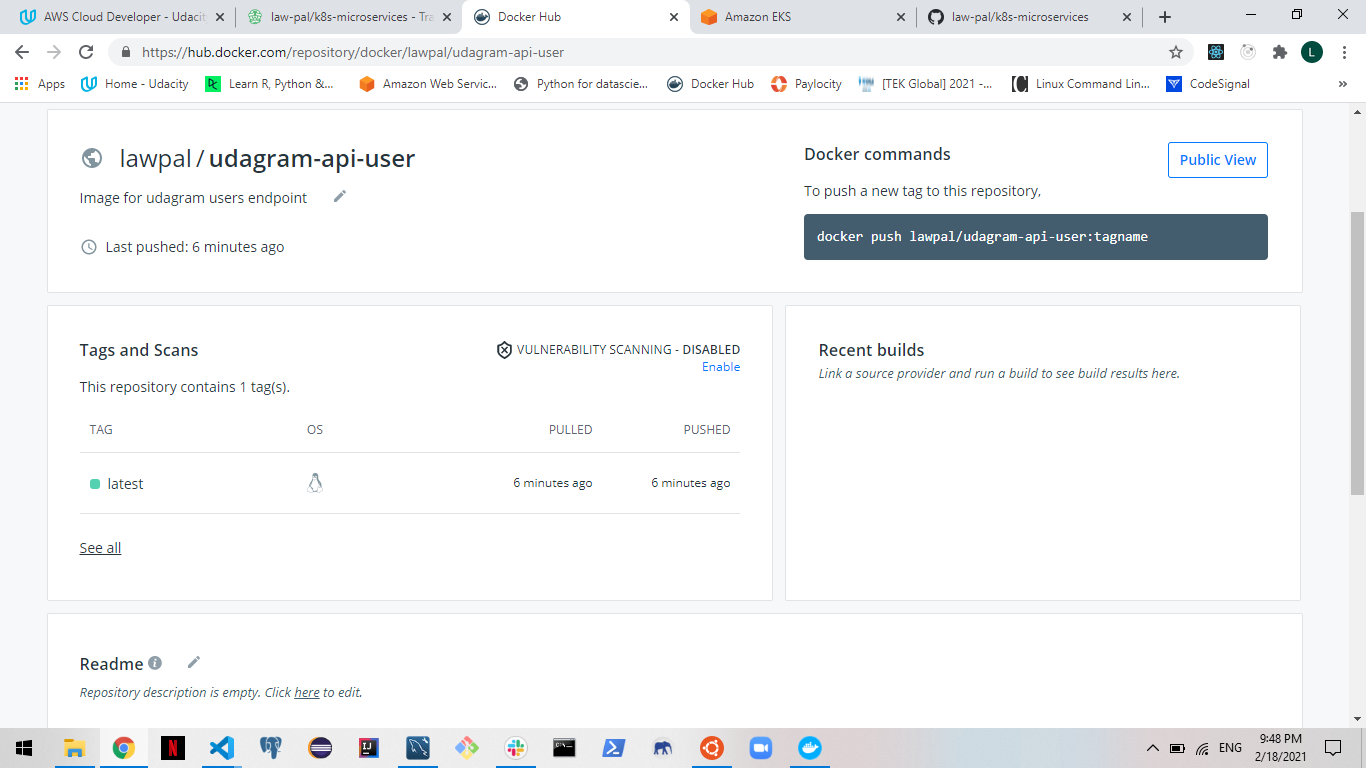 AWS Cloud Developer - Udacit
law-pal/k8s-microservices - Tra
Docker Hub
Amazon EKS
law-pal/k8s-microservices
https://hub.docker.com/repository/docker/lawpal/udagram-api-user
L
Apps
Home - Udacity
Learn R, Python &...
Amazon Web Servic...
Python for datascie...
Docker Hub
Paylocity
[TEK Global] 2021 -...
Linux Command Lin...
CodeSignal
»
lawpal / udagram-api-user
Image for udagram users endpoint
Last pushed: 6 minutes ago
Docker commands
Public View
To push a new tag to this repository,
docker push lawpal/udagram-api-user:tagname
Tags and Scans
VULNERABILITY SCANNING - DISABLED
Enable
This repository contains 1 tag(s).
TAG OS PULLED PUSHED
latest 6 minutes ago 6 minutes ago
See all
Recent builds
Link a source provider and run a build to see build results here.
Readme
Repository description is empty. Click here to edit.
N
IJ
ENG
9:48 PM
2/18/2021